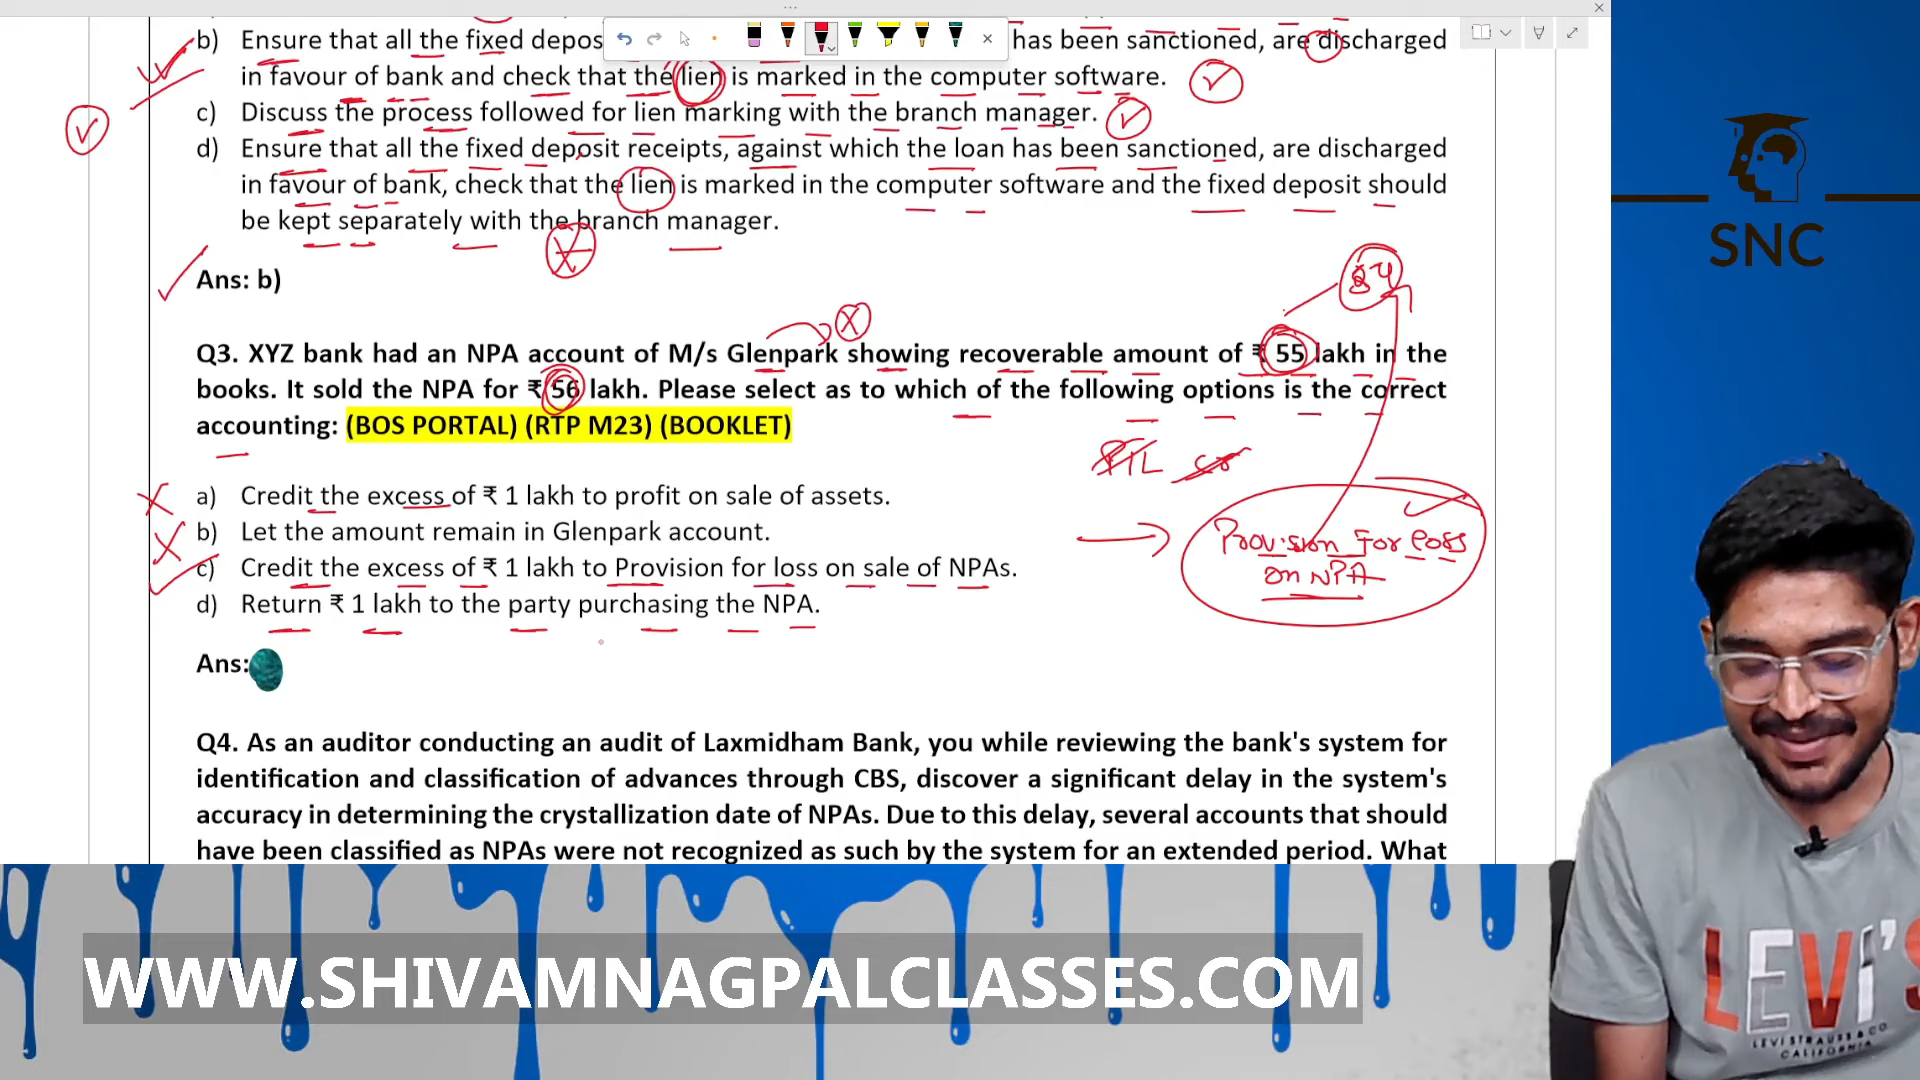 b) Ensure that all the fixed depos has been sanctioned, are discharged
in favour of bank and check that the lien is marked in the computer software.
c) Discuss the process followed for lien marking with the branch manager.
d) Ensure that all the fixed deposit receipts, against which the loan has been sanctioned, are discharged
in favour of bank, check that the lien is marked in the computer software and the fixed deposit should
be kept separately with the branch manager.
SNC
Ans: b)
54
Q3. XYZ bank had an NPA account of M/s Glenpark showing recoverable amount of ₹ 55 lakh in the
books. It sold the NPA for ₹ 56 lakh. Please select as to which of the following options is the correct
accounting: (BOS PORTAL) (RTP M23) (BOOKLET)
a) Credit the excess of ₹ 1 lakh to profit on sale of assets.
b) Let the amount remain in Glenpark account.
Provision For Loss
c) Credit the excess of ₹ 1 lakh to Provision for loss on sale of NPAs.
on NPA
d) Return ₹ 1 lakh to the party purchasing the NPA.
Ans:
Q4. As an auditor conducting an audit of Laxmidham Bank, you while reviewing the bank's system for
identification and classification of advances through CBS, discover a significant delay in the system's
accuracy in determining the crystallization date of NPAs. Due to this delay, several accounts that should
have been classified as NPAs were not recognized as such by the system for an extended period. What
WWW.SHIVAMNAGPALCLASSES.COM
LEVI'S
LEVI STRAUSS & CO
CALIFORNIA